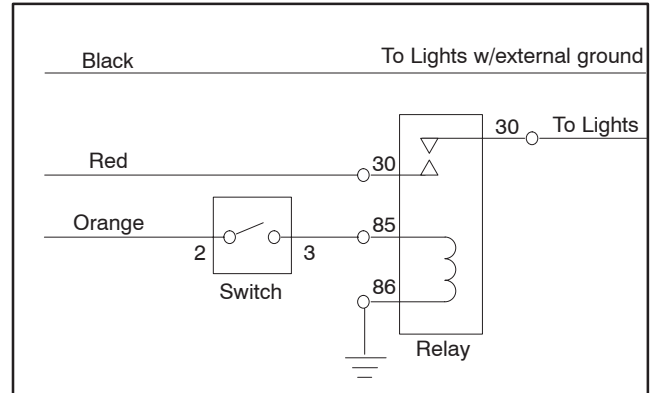 Black
To Lights w/external ground
30
To Lights
Red
30
Orange
85
2
3
Switch
86
Relay